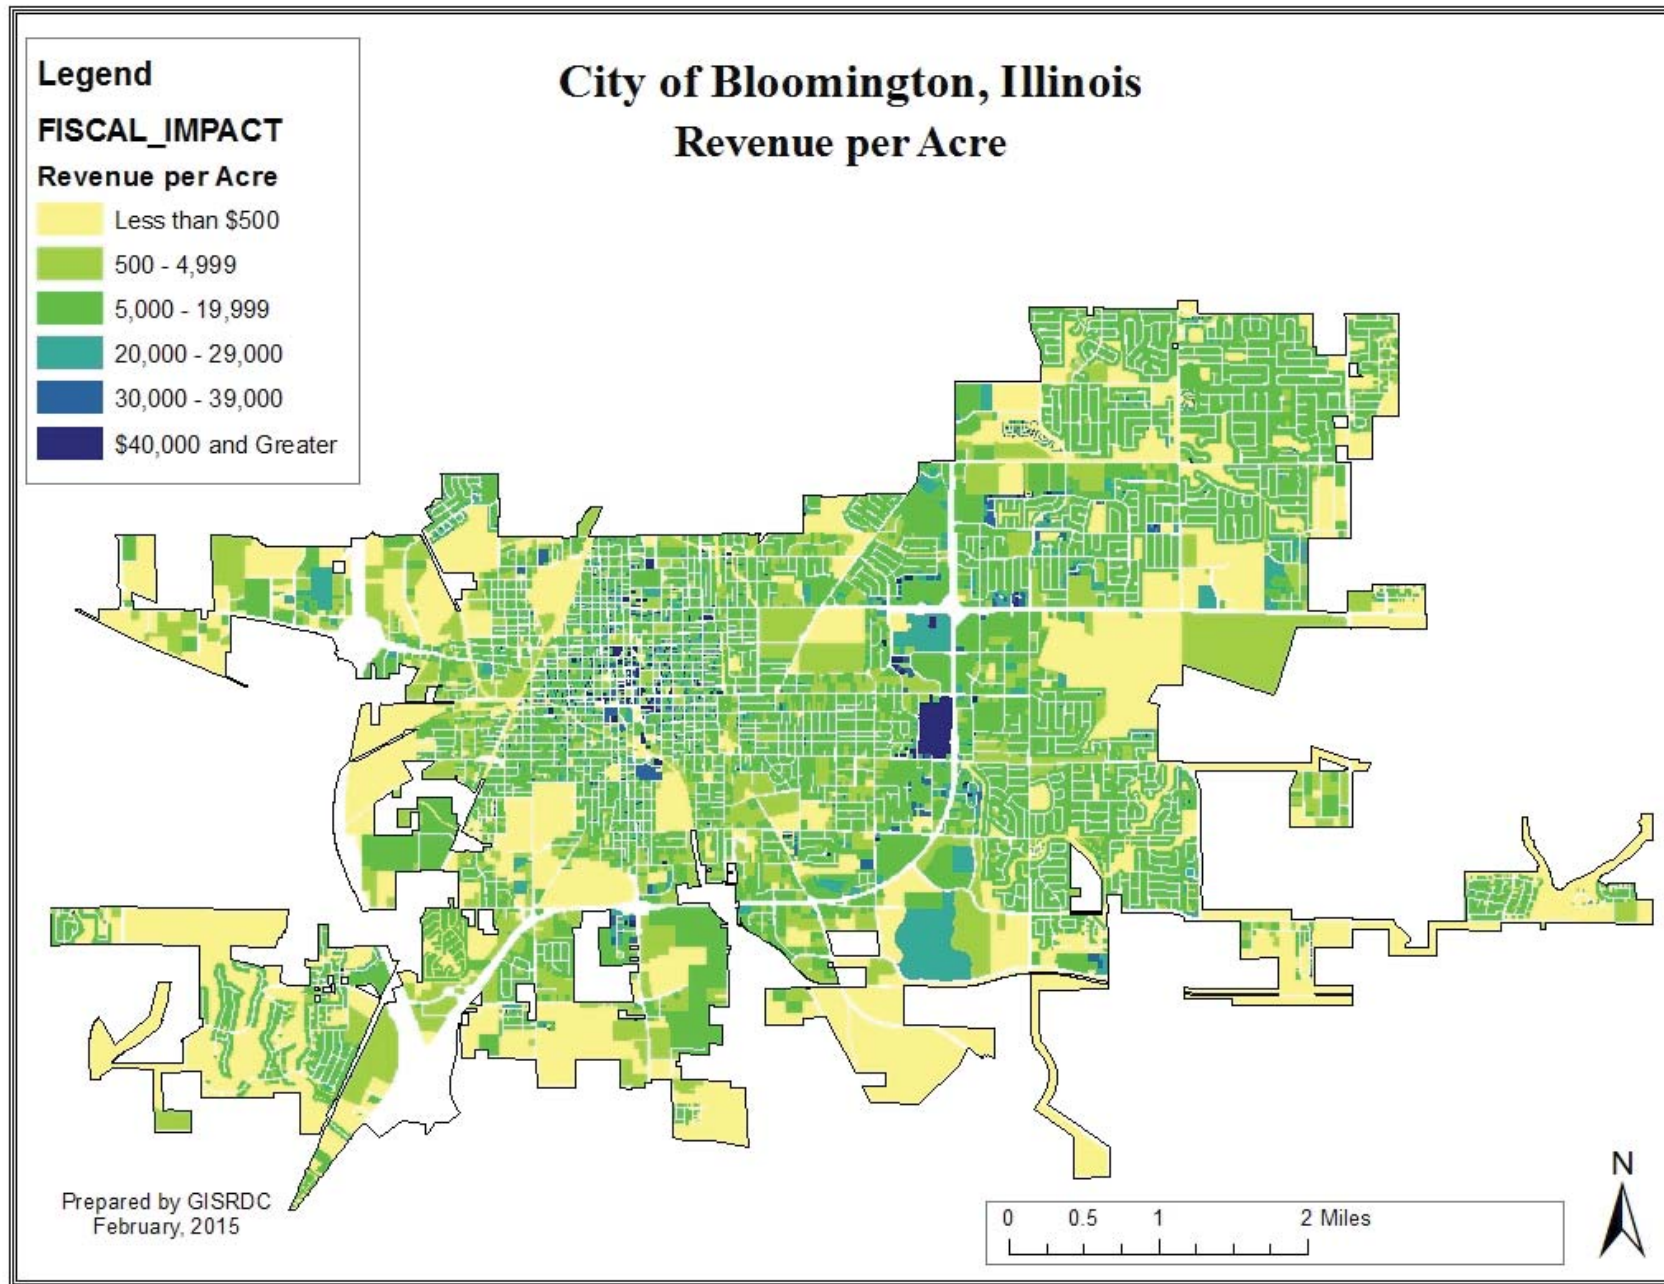 Legend
FISCAL_IMPACT
Revenue per Acre
Less than $500
500 - 4,999
5,000 - 19,999
20,000 - 29,000
30,000 - 39,000
$40,000 and Greater
City of Bloomington, Illinois
Revenue per Acre
Prepared by GISRDC
February, 2015
0 0.5 1 2 Miles
N